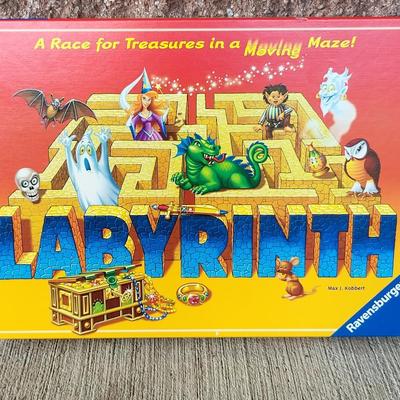 A Race for Treasures in a Moving Maze!
LABYRINTH
Max J. Kobbert
Ravensburger